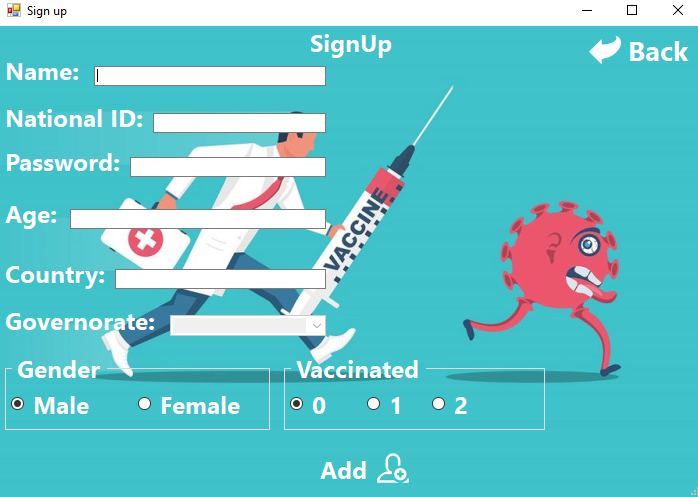 Sign up
SignUp
Back
Name:
National ID:
Password:
Age:
Country:
Governorate:
VACCINE
Gender
Male Female
Vaccinated
0 1 2
Add